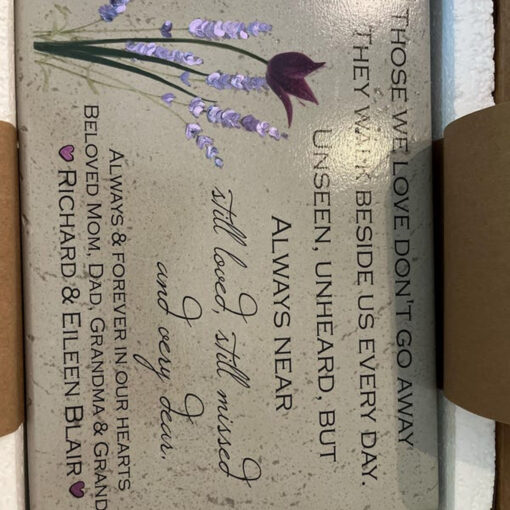 THOSE WE LOVE DON'T GO AWAY
THEY WALK BESIDE US EVERY DAY.
UNSEEN, UNHEARD, BUT
ALWAYS NEAR
still loved, still missed
and very dear.
ALWAYS & FOREVER IN OUR HEARTS
BELOVED MOM, DAD, GRANDMA & GRAND
RICHARD & EILEEN BLAIR